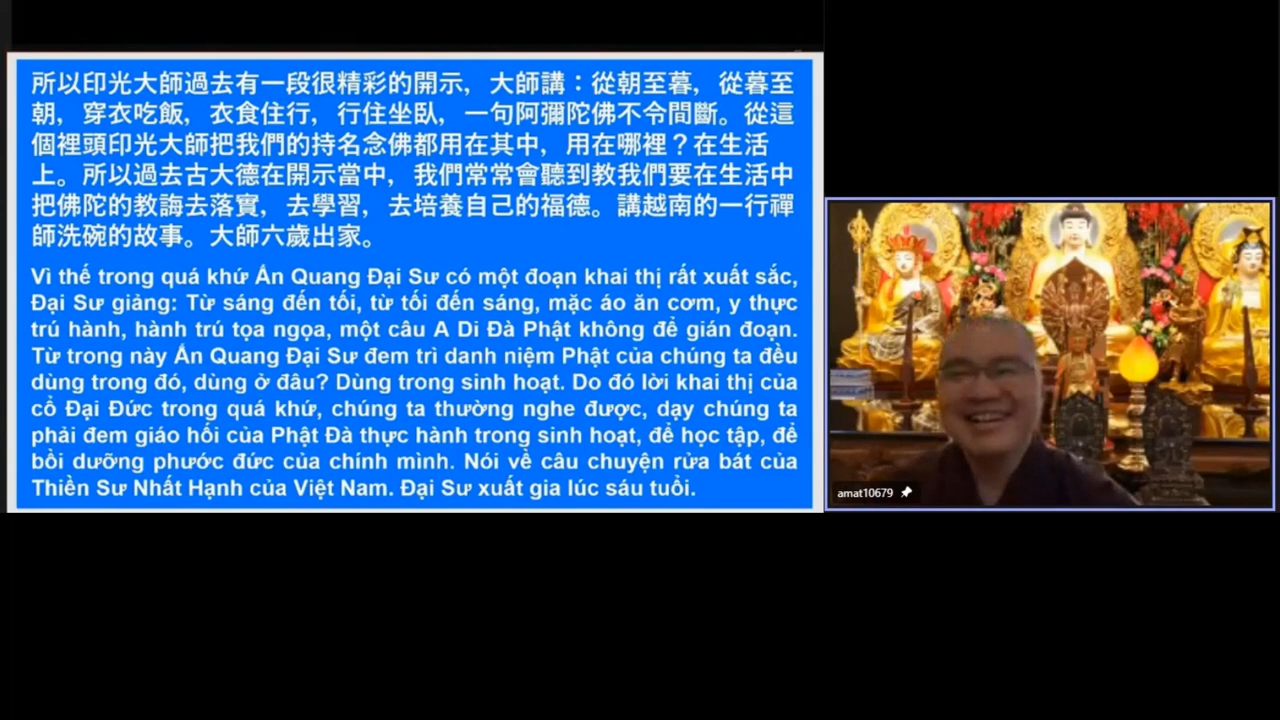 所以印光大師過去有一段很精彩的開示，大師講：從朝至暮，從暮至
朝，穿衣吃飯，衣食住行，行住坐臥，一句阿彌陀佛不令間斷。從這
個裡頭印光大師把我們的持名念佛都用在其中，用在哪裡？在生活
上。所以過去古大德在開示當中，我們常常會聽到教我們要在生活中
把佛陀的教誨去落實，去學習，去培養自己的福德。講越南的一行禪
師洗碗的故事。大師六歲出家。
Vì thế trong quá khứ Ấn Quang Đại Sư có một đoạn khai thị rất xuất sắc,
Đại Sư giảng: Từ sáng đến tối, từ tối đến sáng, mặc áo ăn cơm, y thực
trú hành, hành trú tọa ngọa, một câu A Di Đà Phật không để gián đoạn.
Từ trong này Ấn Quang Đại Sư đem trì danh niệm Phật của chúng ta đều
dùng trong đó, dùng ở đâu? Dùng trong sinh hoạt. Do đó lời khai thị của
cổ Đại Đức trong quá khứ, chúng ta thường nghe được, dạy chúng ta
phải đem giáo hối của Phật Đà thực hành trong sinh hoạt, để học tập, để
bồi dưỡng phước đức của chính mình. Nói về câu chuyện rửa bát của
Thiền Sư Nhất Hạnh của Việt Nam. Đại Sư xuất gia lúc sáu tuổi.
amat10679